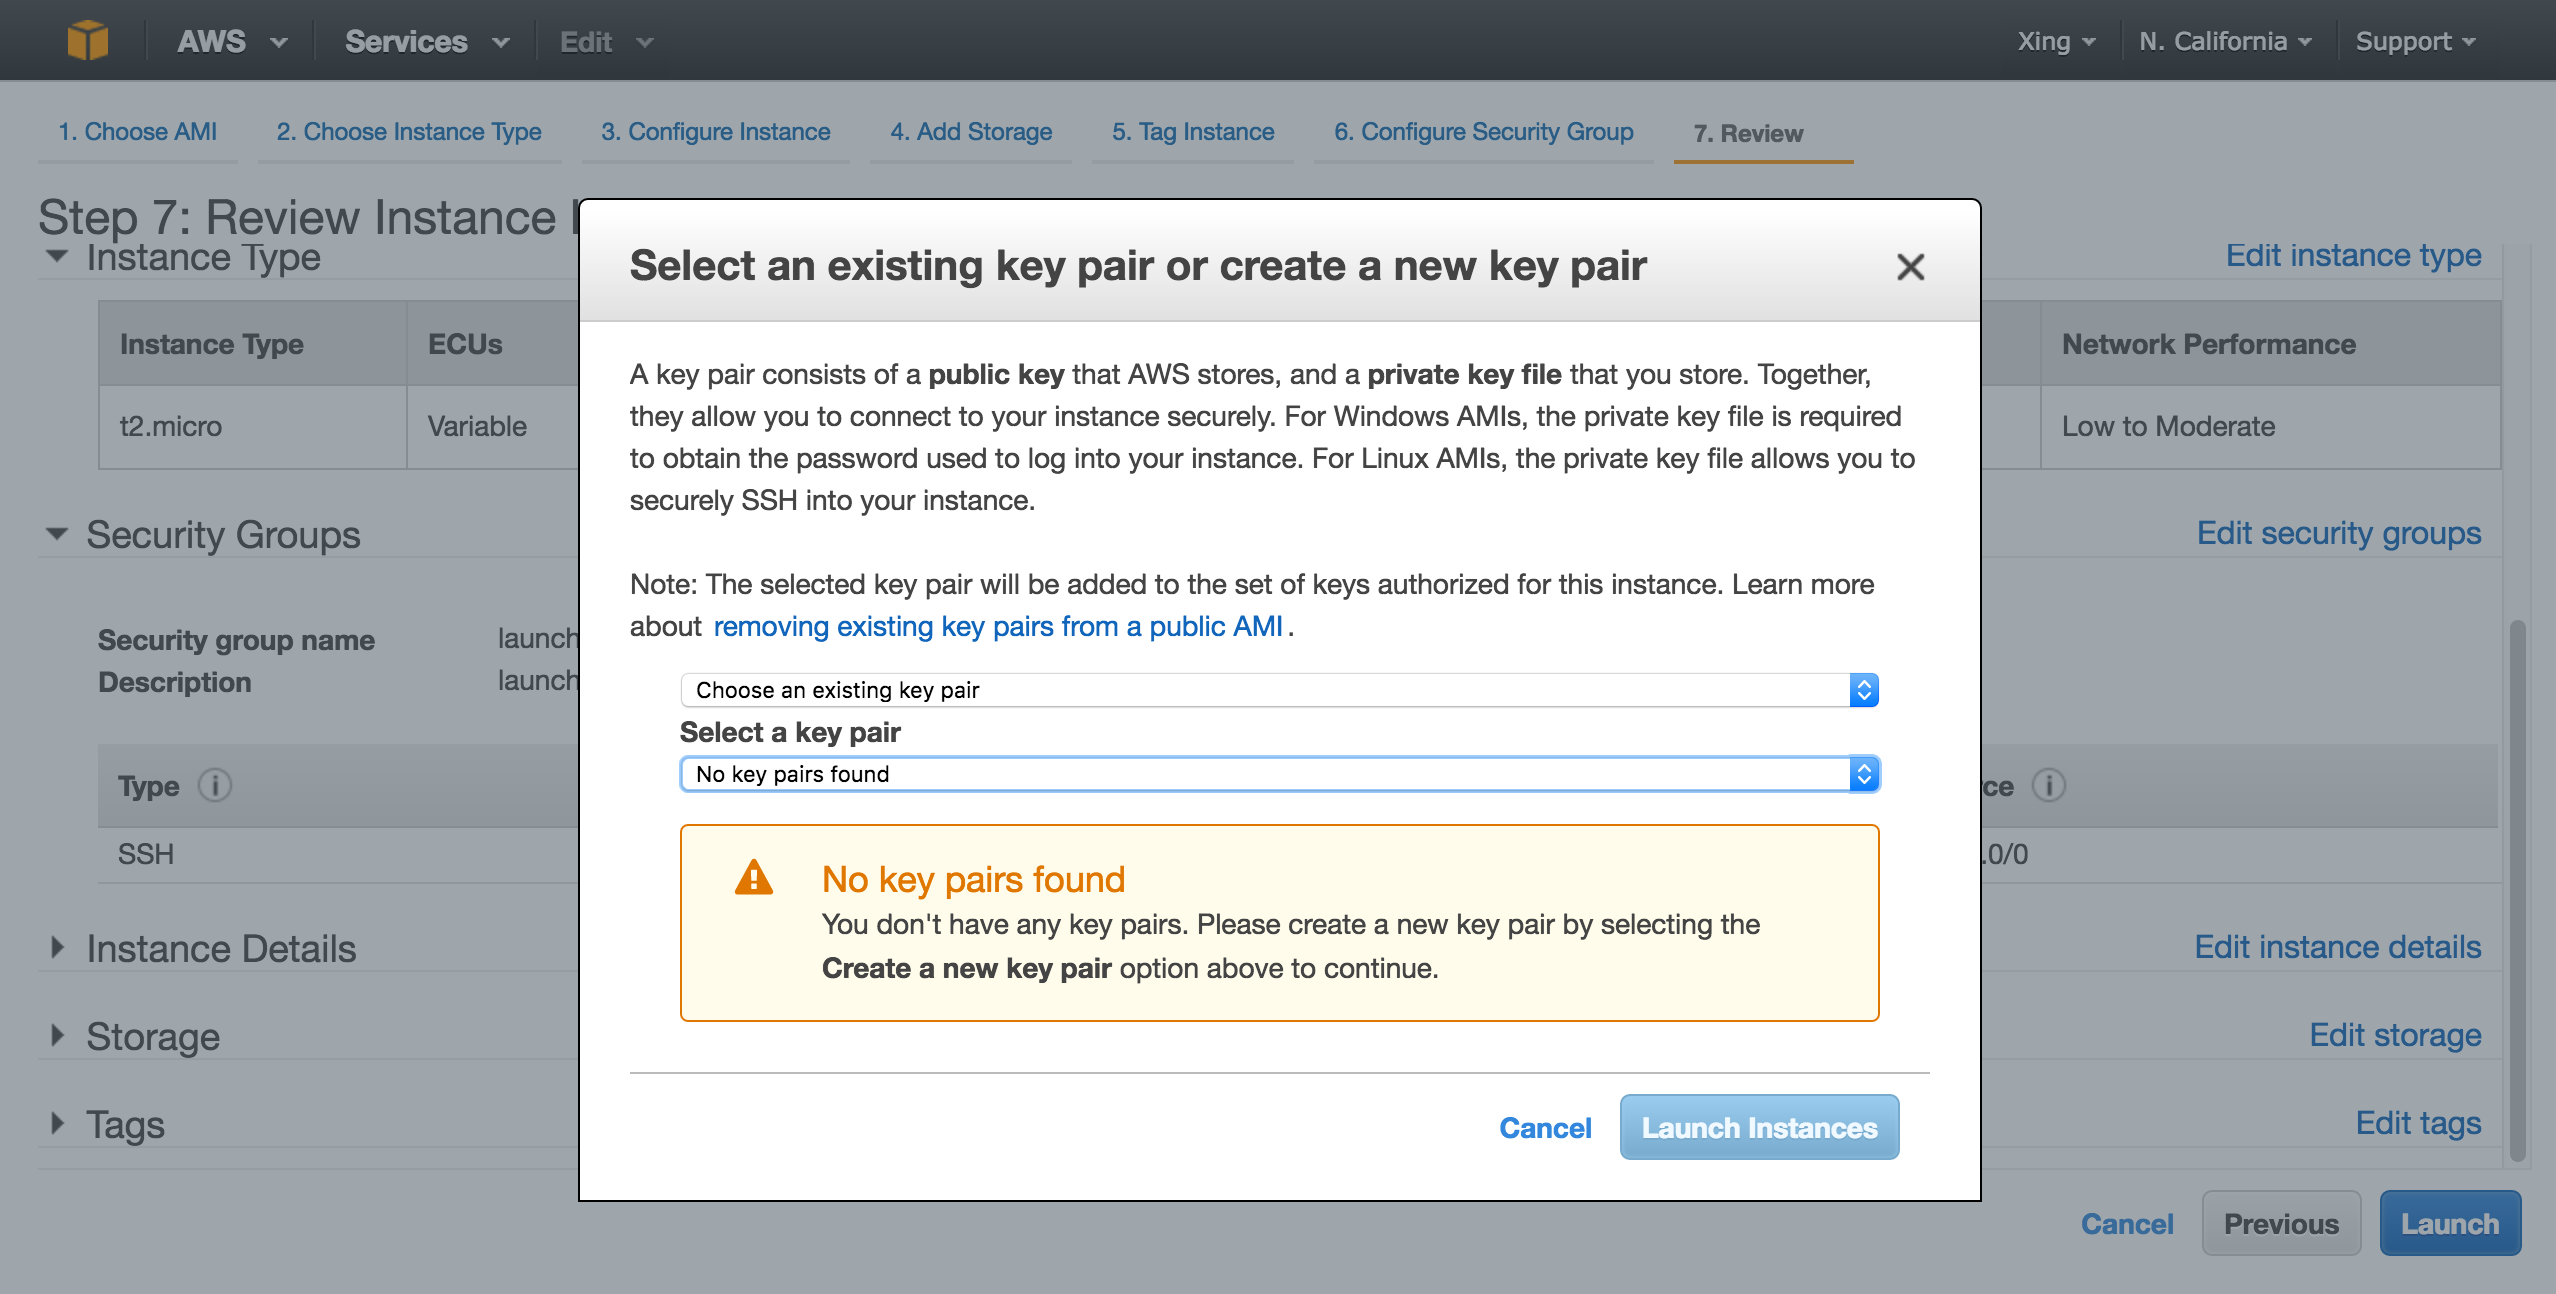 AWS Services Edit Xing N. California Support
1. Choose AMI 2. Choose Instance Type 3. Configure Instance 4. Add Storage 5. Tag Instance 6. Configure Security Group 7. Review
Step 7: Review Instance
Instance Type Edit instance type
Instance Type ECUs Network Performance
t2.micro Variable Low to Moderate
Security Groups Edit security groups
Security group name launch
Description launch
Type ce
SSH .0/0
Instance Details Edit instance details
Storage Edit storage
Tags Edit tags
Cancel Previous Launch
Select an existing key pair or create a new key pair
A key pair consists of a public key that AWS stores, and a private key file that you store. Together,
they allow you to connect to your instance securely. For Windows AMIs, the private key file is required
to obtain the password used to log into your instance. For Linux AMIs, the private key file allows you to
securely SSH into your instance.
Note: The selected key pair will be added to the set of keys authorized for this instance. Learn more
about removing existing key pairs from a public AMI .
Choose an existing key pair
Select a key pair
No key pairs found
No key pairs found
You don't have any key pairs. Please create a new key pair by selecting the
Create a new key pair option above to continue.
Cancel Launch Instances